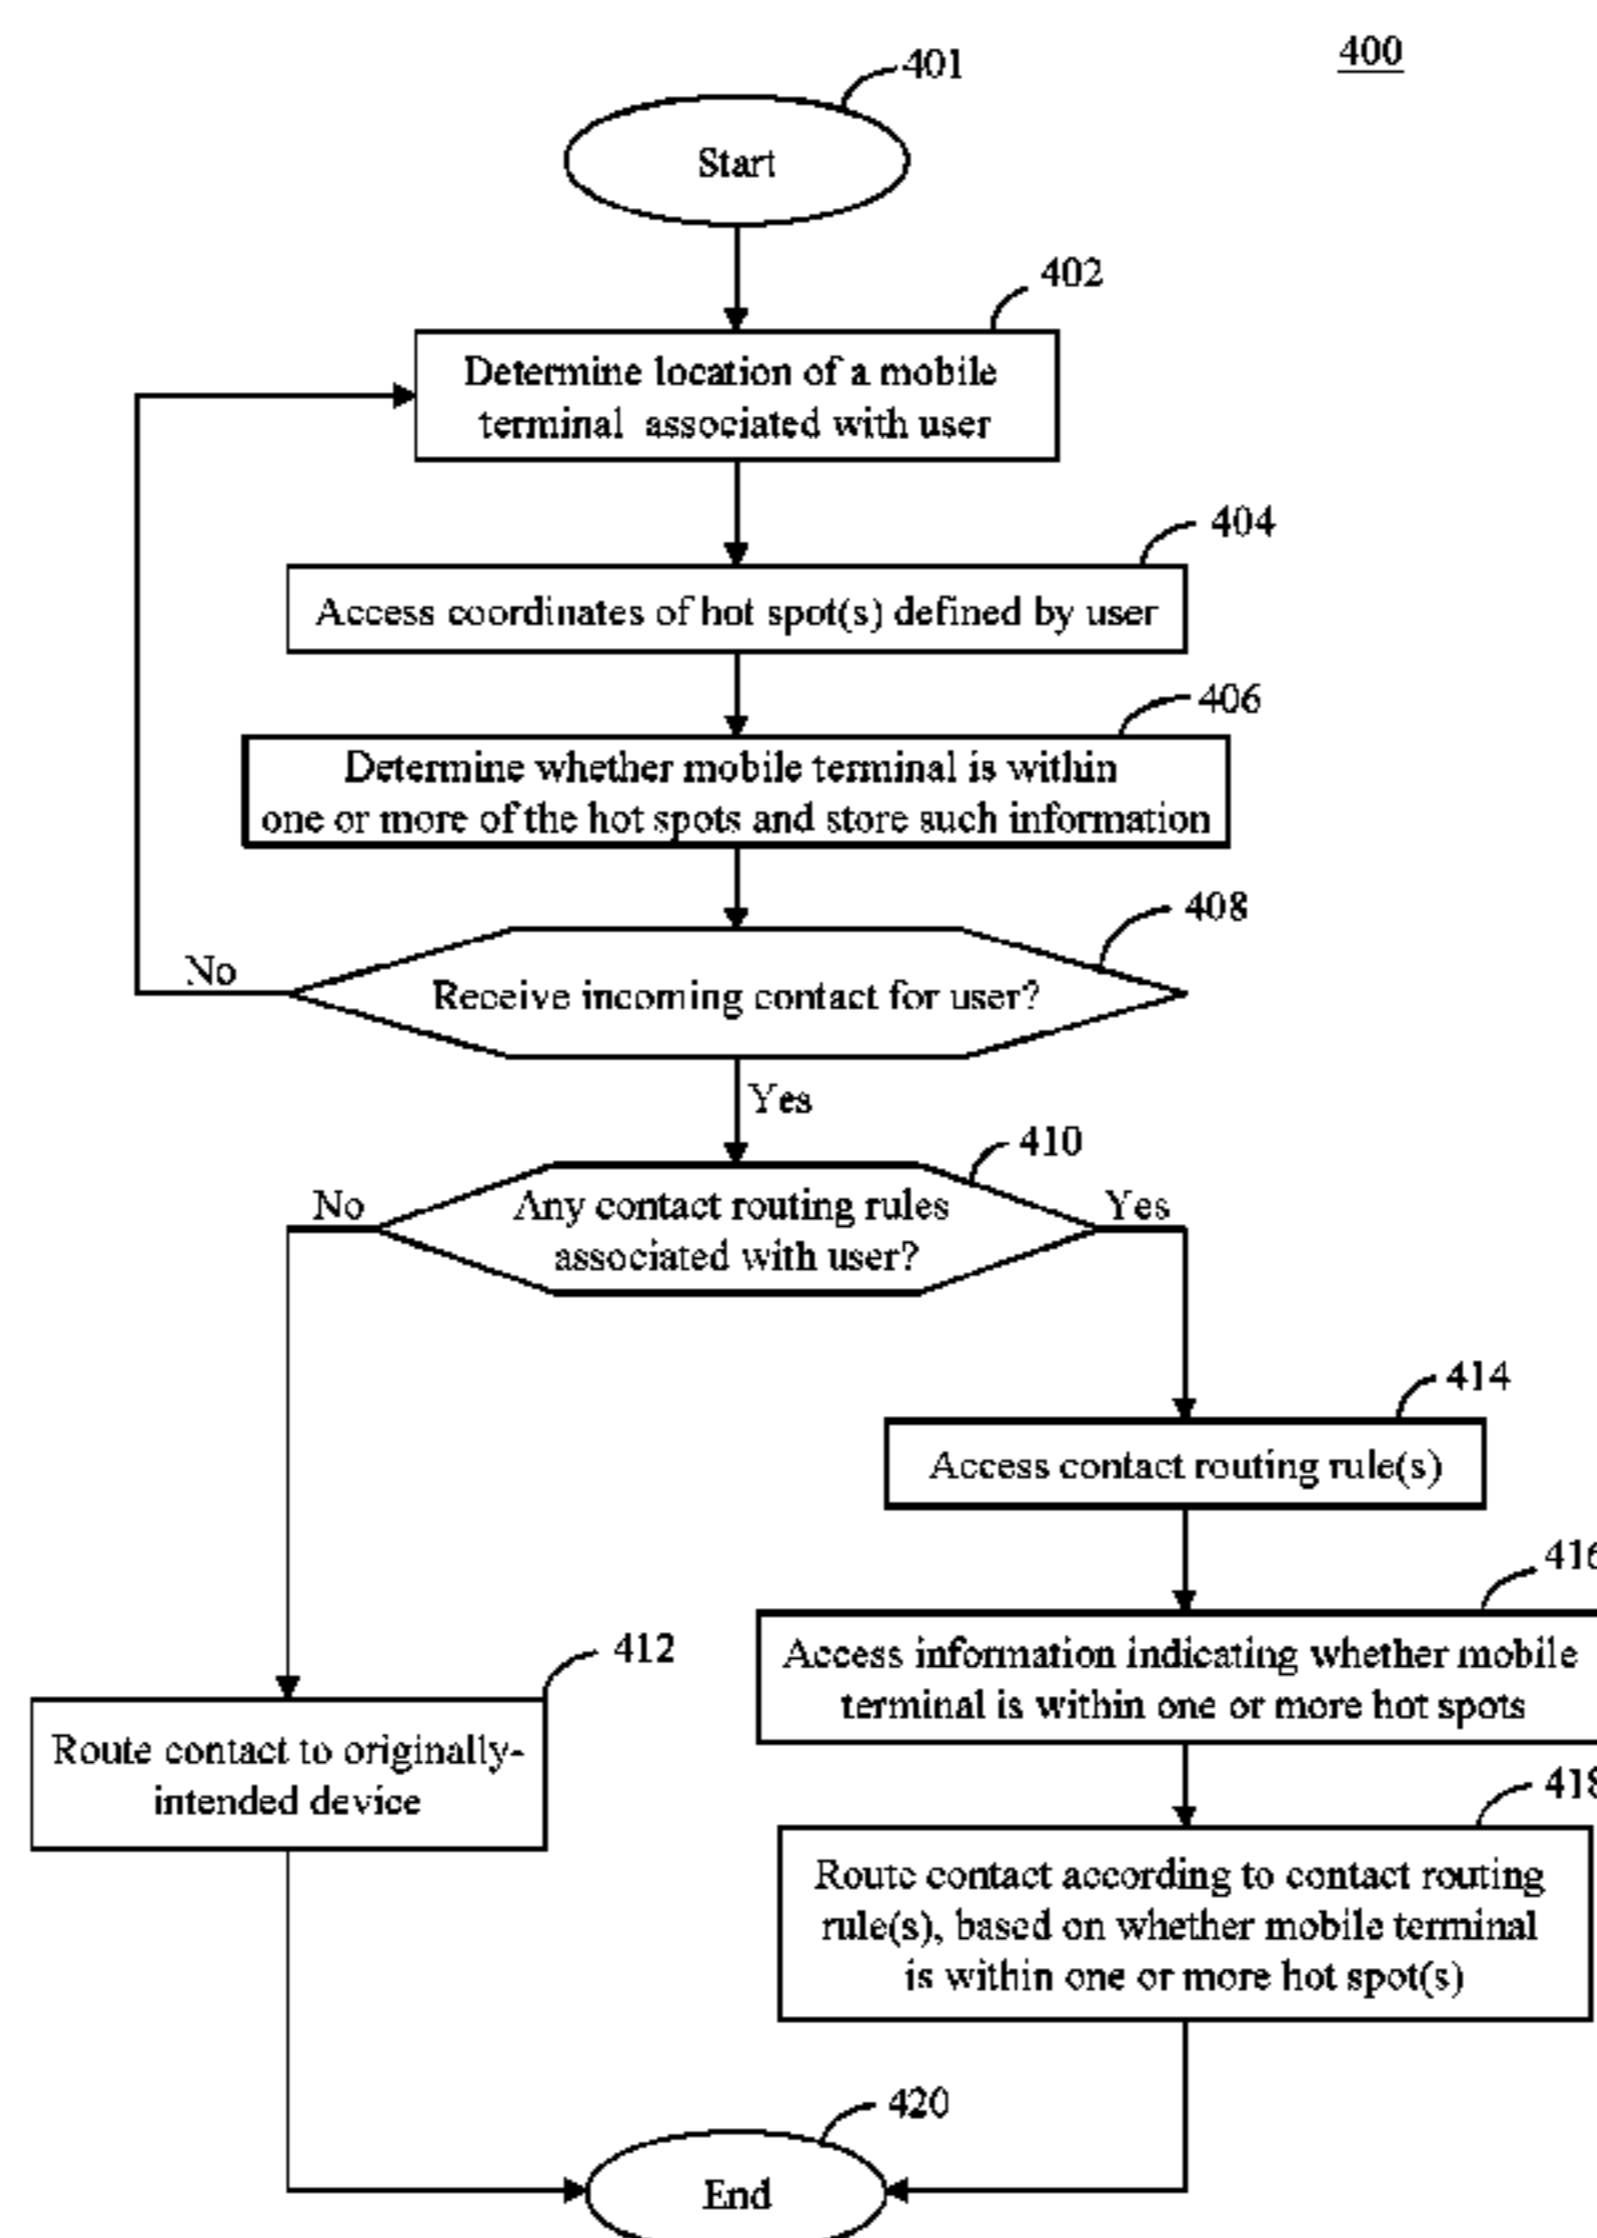 400
401
Start
402
Determine location of a mobile
terminal associated with user
404
Access coordinates of hot spot(s) defined by user
406
Determine whether mobile terminal is within
one or more of the hot spots and store such information
408
No
Receive incoming contact for user?
Yes
410
No
Any contact routing rules
associated with user?
Yes
414
Access contact routing rule(s)
416
Access information indicating whether mobile
terminal is within one or more hot spots
412
Route contact to originally-
intended device
418
Route contact according to contact routing
rule(s), based on whether mobile terminal
is within one or more hot spot(s)
420
End